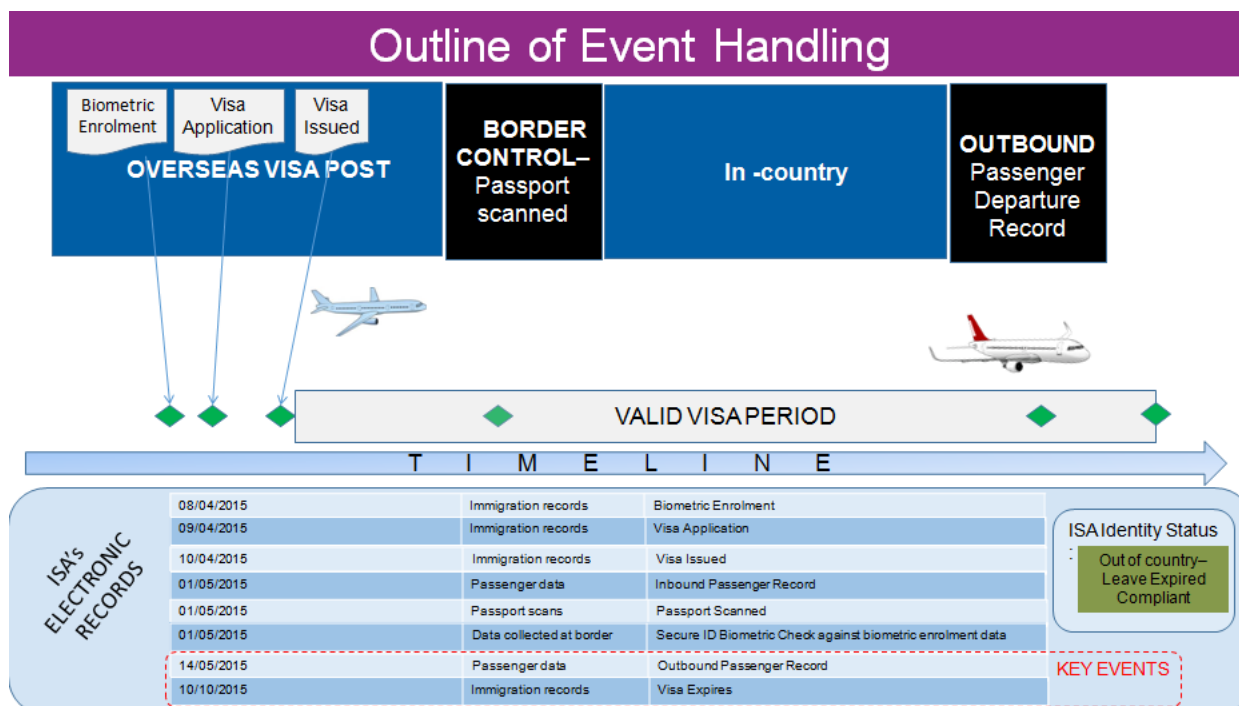 Outline of Event Handling
Biometric
Enrolment
Visa
Application
Visa
Issued
OVERSEAS VISA POST
BORDER
CONTROL–
Passport
scanned
In -country
OUTBOUND
Passenger
Departure
Record
VALID VISA PERIOD
T I M E L I N E
ISA's
ELECTRONIC
RECORDS
08/04/2015 Immigration records Biometric Enrolment
09/04/2015 Immigration records Visa Application
10/04/2015 Immigration records Visa Issued
01/05/2015 Passenger data Inbound Passenger Record
01/05/2015 Passport scans Passport Scanned
01/05/2015 Data collected at border Secure ID Biometric Check against biometric enrolment data
14/05/2015 Passenger data Outbound Passenger Record
10/10/2015 Immigration records Visa Expires
ISA Identity Status
:
Out of country–
Leave Expired
Compliant
KEY EVENTS